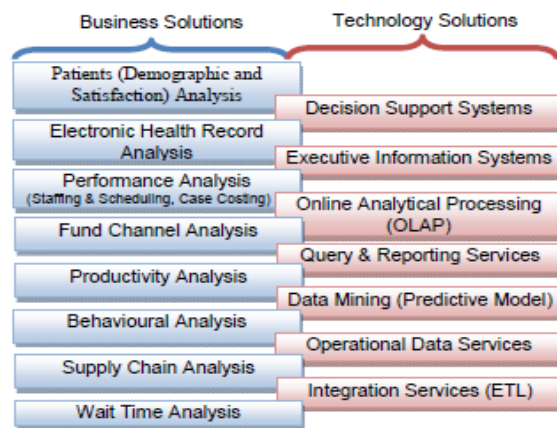 Business Solutions
Patients (Demographic and
Satisfaction) Analysis
Electronic Health Record
Analysis
Performance Analysis
(Staffing & Scheduling, Case Costing)
Fund Channel Analysis
Productivity Analysis
Behavioural Analysis
Supply Chain Analysis
Wait Time Analysis
Technology Solutions
Decision Support Systems
Executive Information Systems
Online Analytical Processing
(OLAP)
Query & Reporting Services
Data Mining (Predictive Model)
Operational Data Services
Integration Services (ETL)